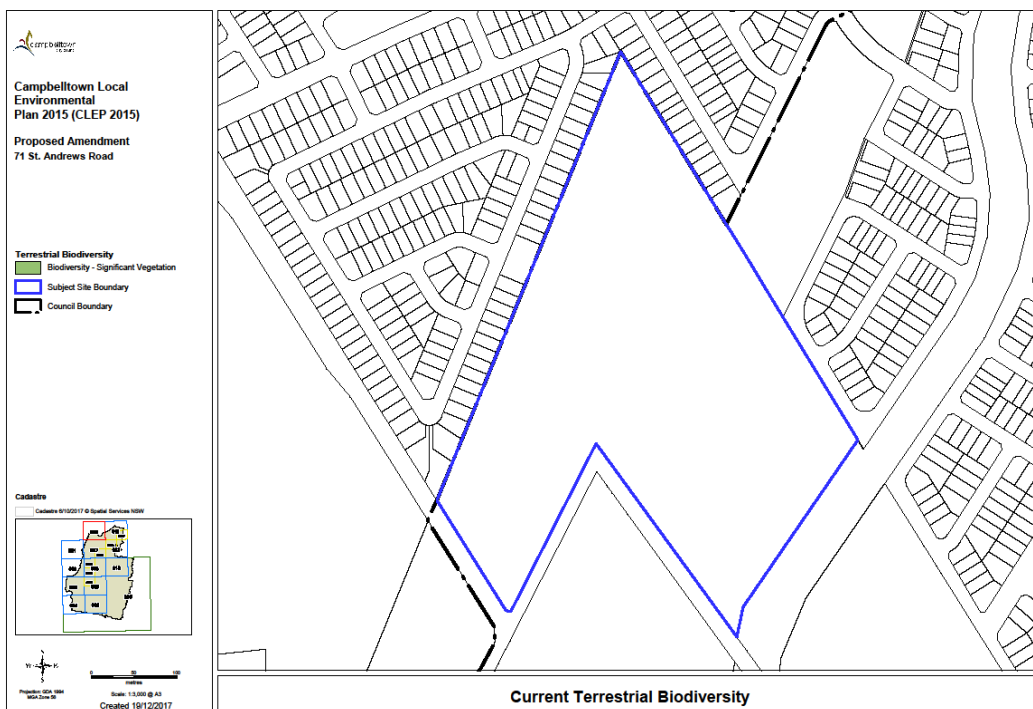 campbelltown
Campbelltown Local
Environmental
Plan 2015 (CLEP 2015)
Proposed Amendment
71 St. Andrews Road
Terrestrial Biodiversity
Biodiversity - Significant Vegetation
Subject Site Boundary
Council Boundary
Cadastre
Cadastre 6/10/2017 © Spatial Services NSW
0 50 100
metres
Projection: GDA 1994
MGA Zone 56
Scale: 1:3,000 @ A3
Created 19/12/2017
Current Terrestrial Biodiversity